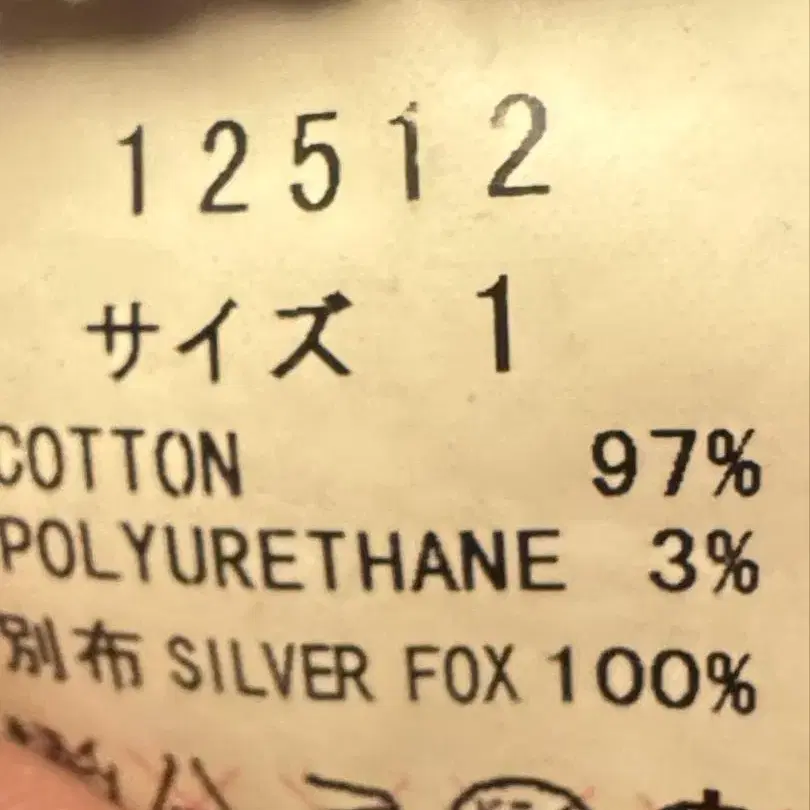 12512
サイズ 1
COTTON 97%
POLYURETHANE 3%
別布 SILVER FOX 100%